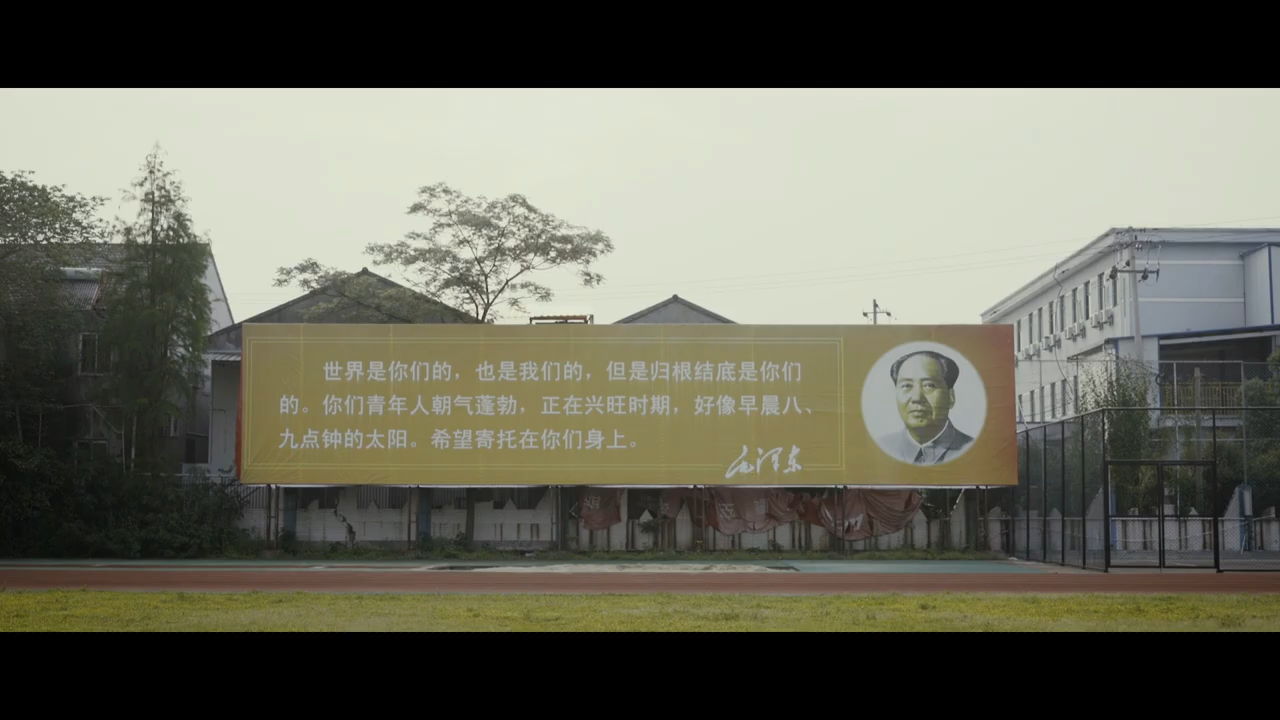 世界是你们的，也是我们的，但是归根结底是你们
的。你们青年人朝气蓬勃，正在兴旺时期，好像早晨八、
九点钟的太阳。希望寄托在你们身上。
毛泽东